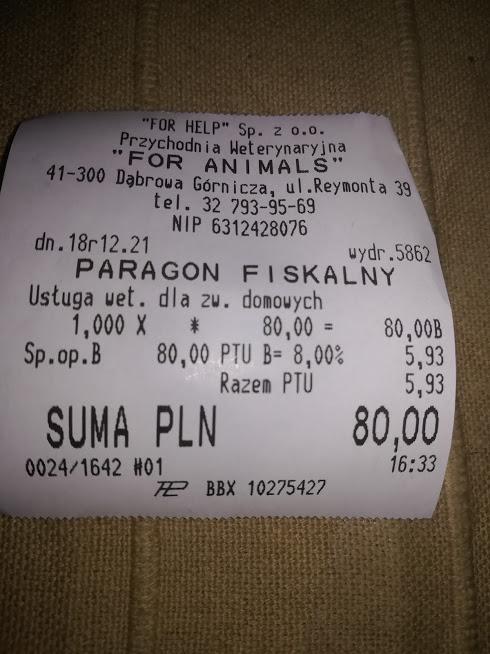 "FOR HELP" Sp. z o.o.
Przychodnia Weterynaryjna
"FOR ANIMALS"
41-300 Dąbrowa Górnicza, ul.Reymonta 39
tel. 32 793-95-69
NIP 6312428076
dn.18r12.21 wydr.5862
PARAGON FISKALNY
Usługa wet. dla zw. domowych
1,000 X * 80,00 = 80,00B
Sp.op.B 80,00 PTU B= 8,00% 5,93
Razem PTU 5,93
SUMA PLN 80,00
0024/1642 #01 16:33
BBX 10275427